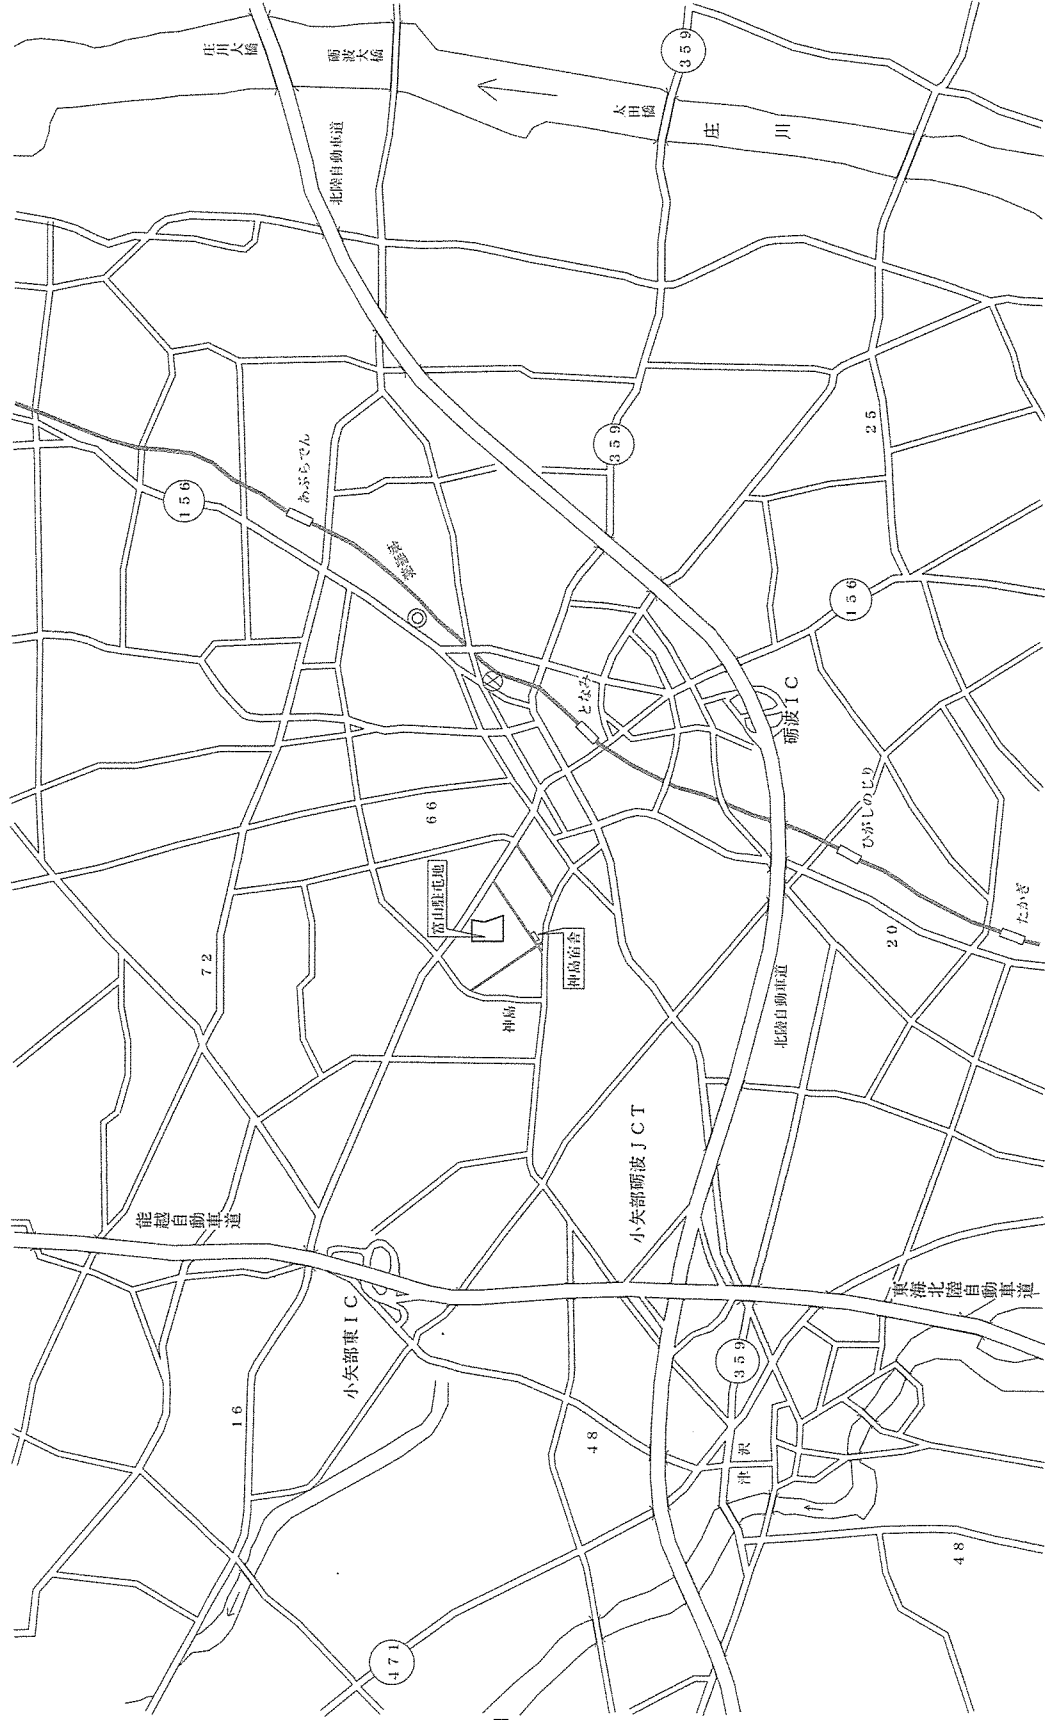 庄川大橋
砺波大橋
359
太田橋
庄川
北陸自動車道
359
25
あぶらでん
156
城端線
156
となみ
砺波IC
ひがしのじり
たかぎ
20
66
富山駐屯地
神島宿舎
神島
72
北陸自動車道
小矢部砺波JCT
能越自動車道
小矢部東IC
東海北陸自動車道
359
16
48
津沢
48
471